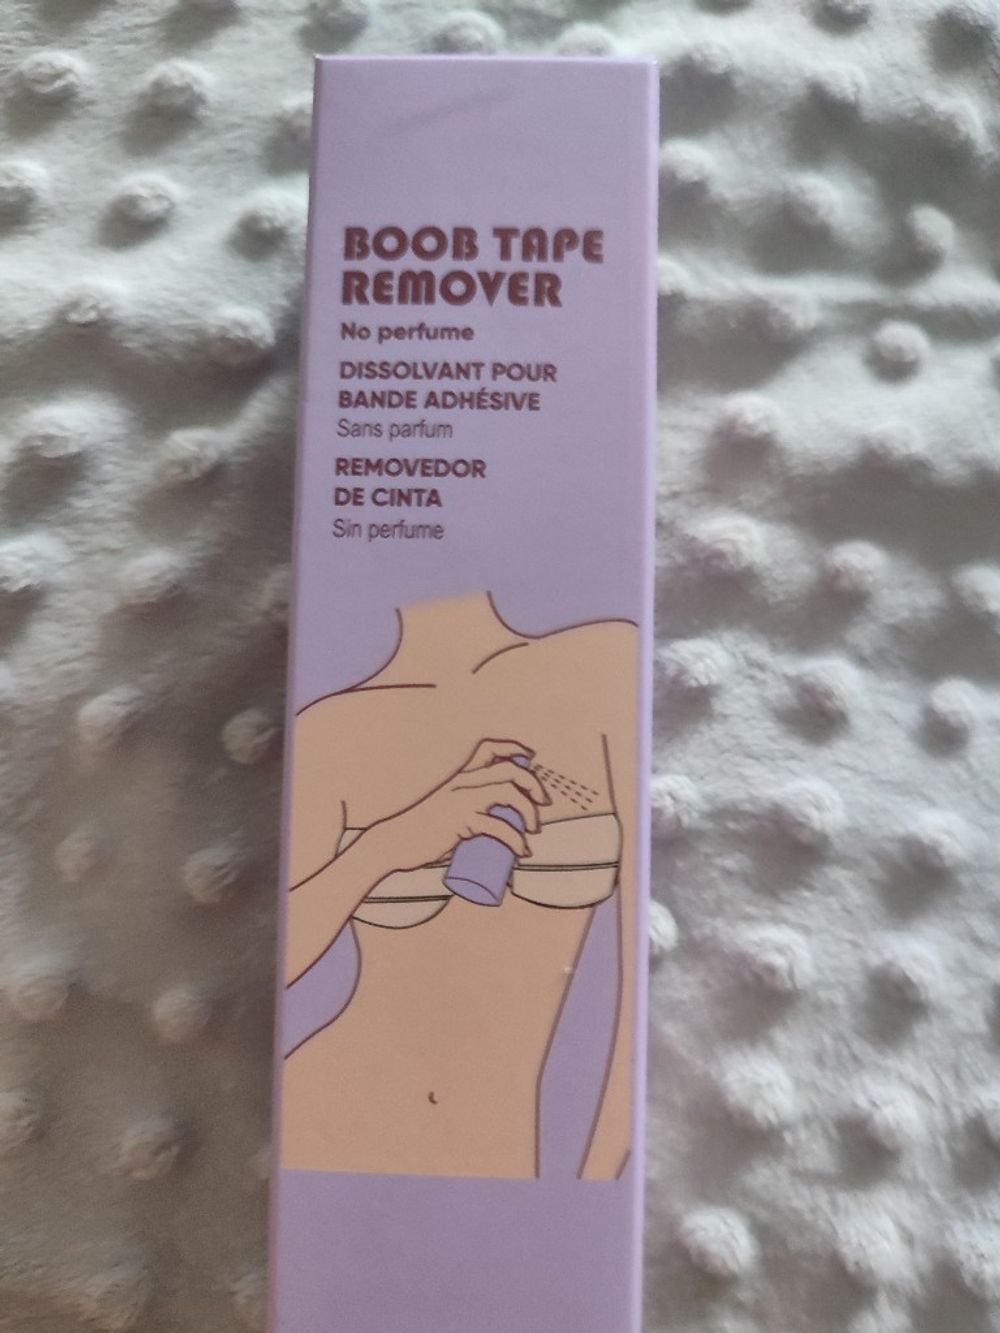 BOOB TAPE
REMOVER
No perfume
DISSOLVANT POUR
BANDE ADHÉSIVE
Sans parfum
REMOVEDOR
DE CINTA
Sin perfume